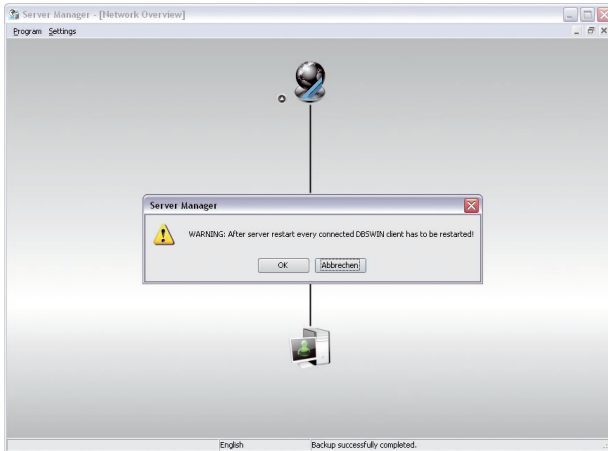 Server Manager - [Network Overview]
Program Settings
Server Manager
WARNING: After server restart every connected DBSWIN client has to be restarted!
OK Abbrechen
English Backup successfully completed.